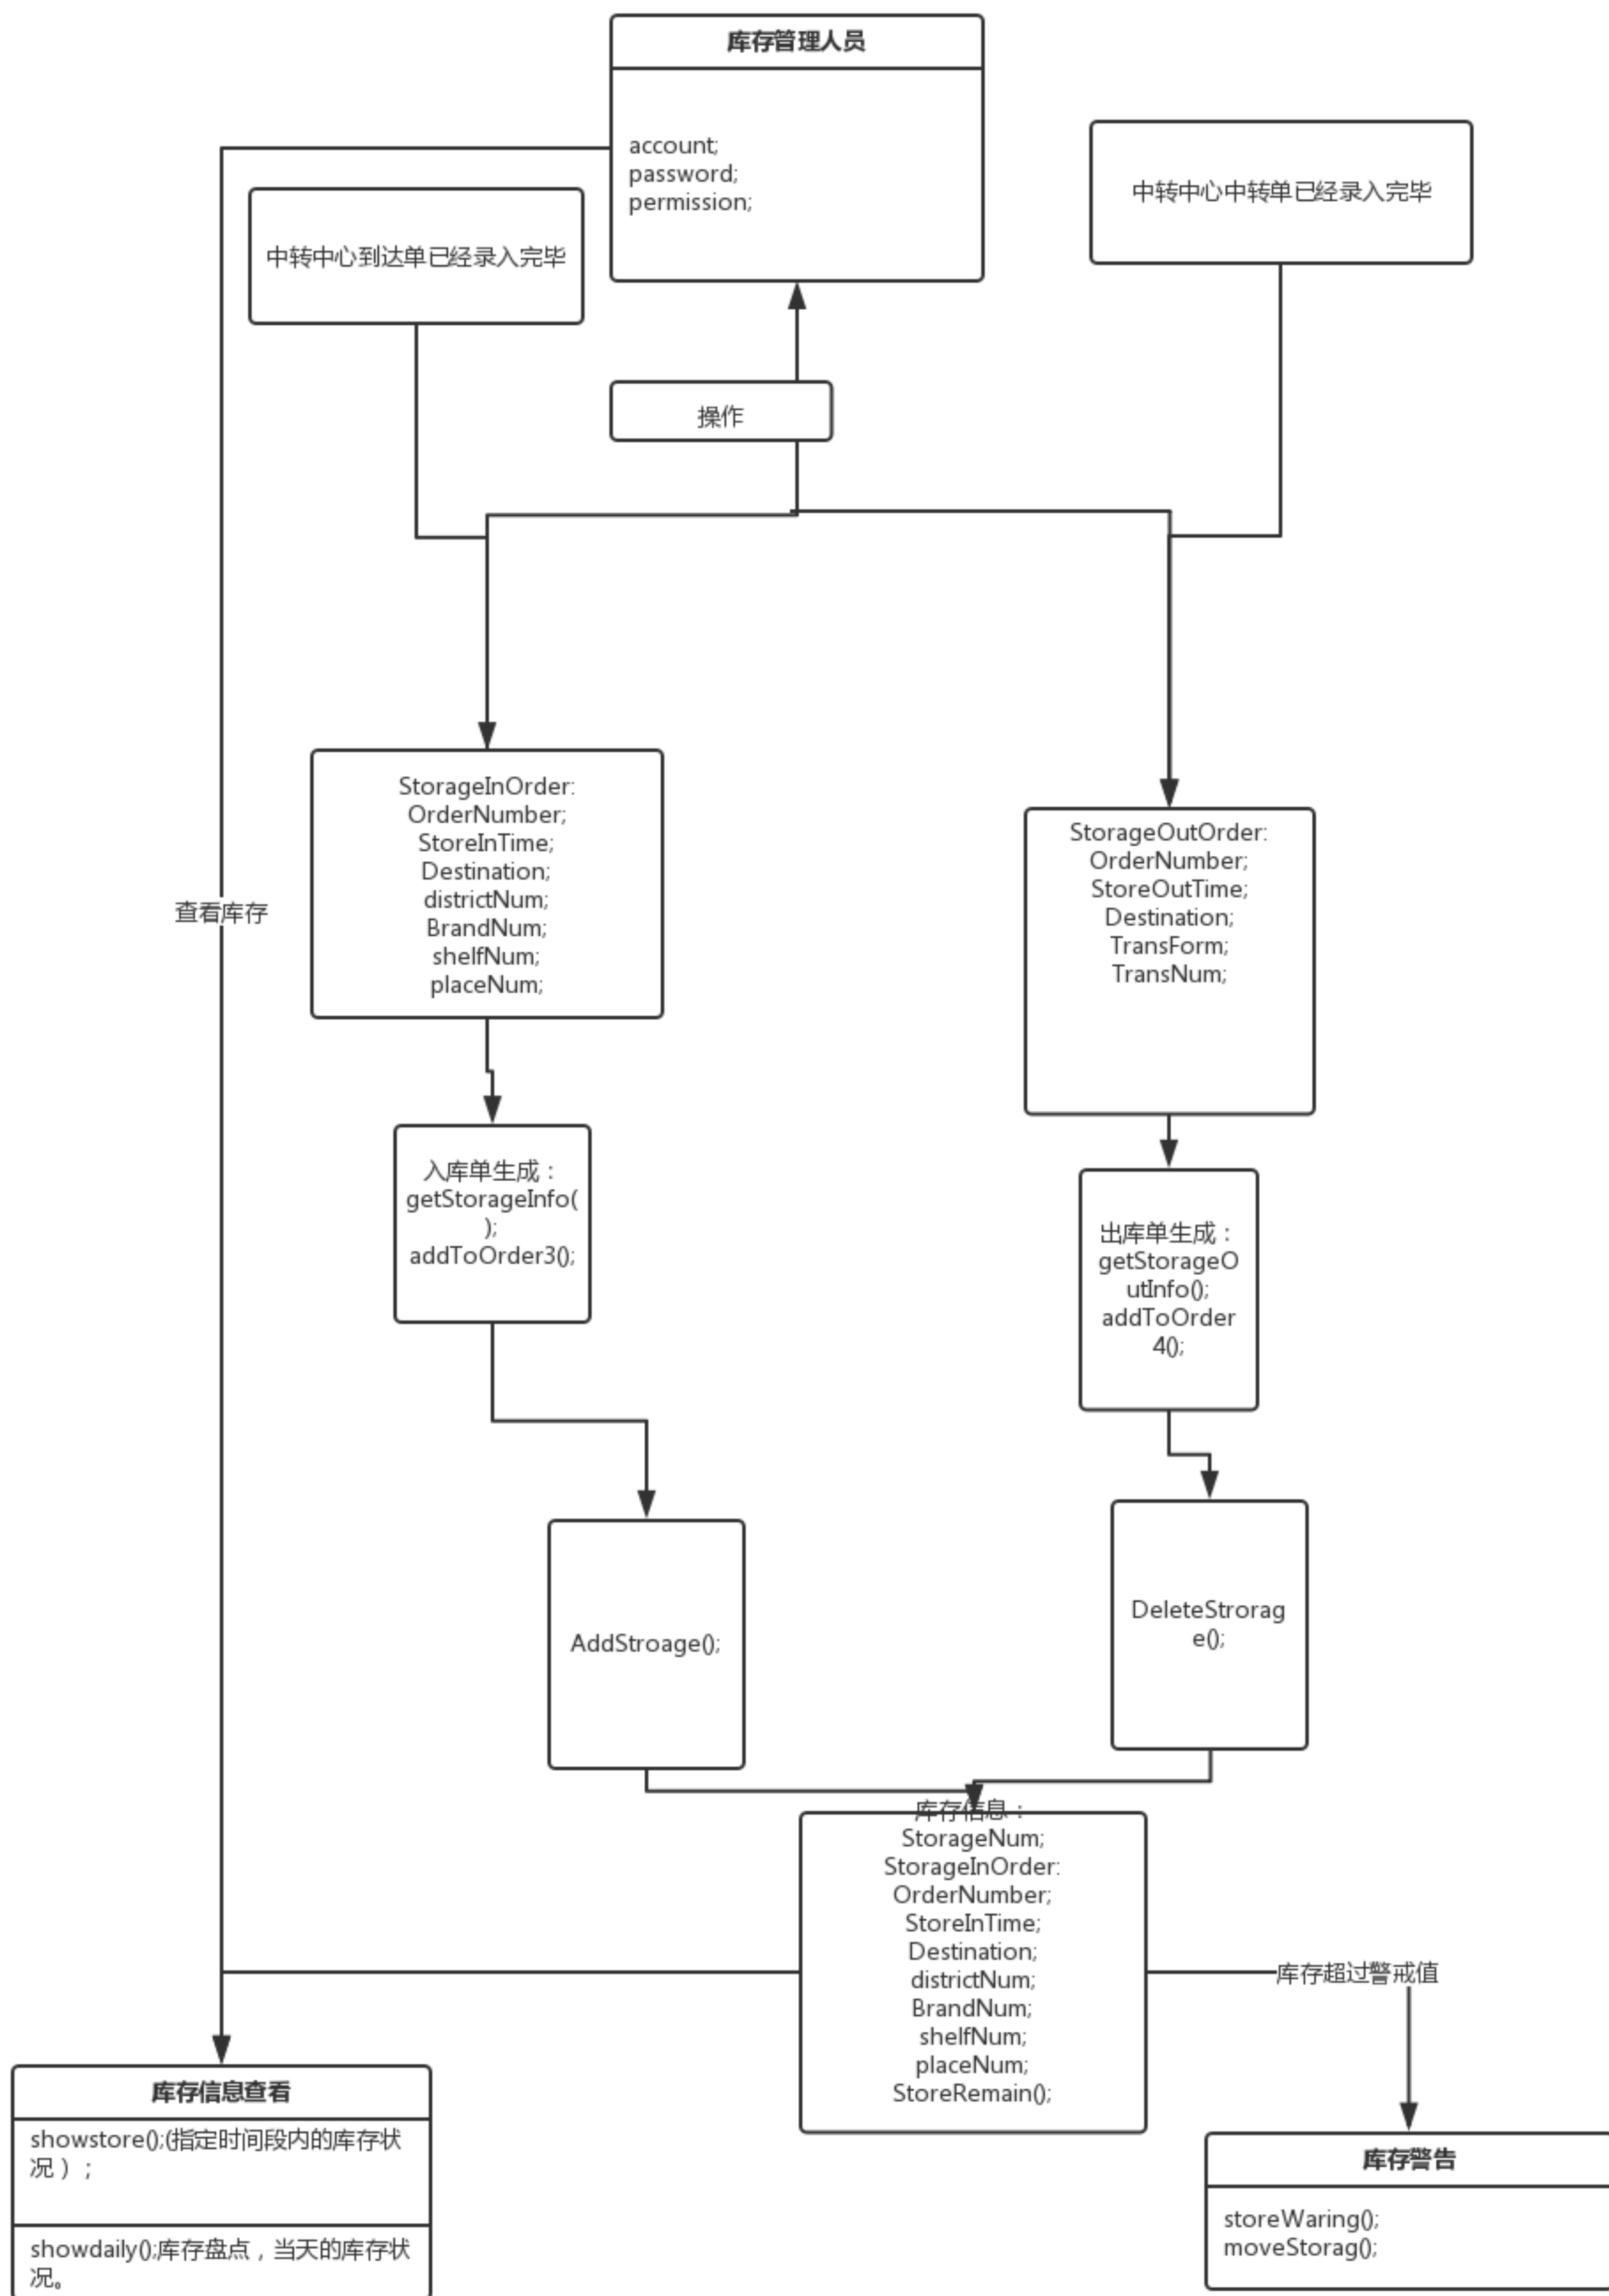 库存管理人员
account;
password;
permission;
中转中心中转单已经录入完毕
中转中心到达单已经录入完毕
操作
StorageInOrder:
OrderNumber;
StoreInTime;
Destination;
districtNum;
BrandNum;
shelfNum;
placeNum;
StorageOutOrder:
OrderNumber;
StoreOutTime;
Destination;
TransForm;
TransNum;
查看库存
入库单生成：
getStorageInfo(
);
addToOrder3();
出库单生成：
getStorageO
utInfo();
addToOrder
4();
AddStroage();
DeleteStrorag
e();
库存信息：
StorageNum;
StorageInOrder:
OrderNumber;
StoreInTime;
Destination;
districtNum;
BrandNum;
shelfNum;
placeNum;
StoreRemain();
库存超过警戒值
库存信息查看
showstore();(指定时间段内的库存状
况）;
showdaily();库存盘点，当天的库存状
况。
库存警告
storeWaring();
moveStorag();